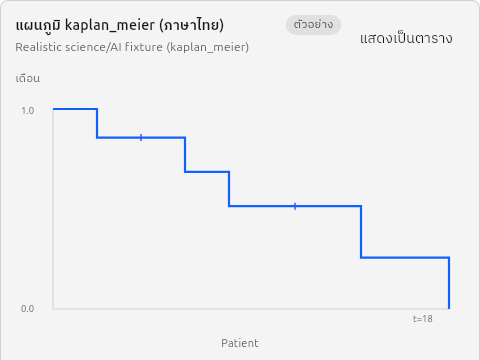 แผนภูมิ kaplan_meier (ภาษาไทย)
ตัวอย่าง
แสดงเป็นตาราง
Realistic science/AI fixture (kaplan_meier)
เดือน
1.0
0.0
t=18
Patient